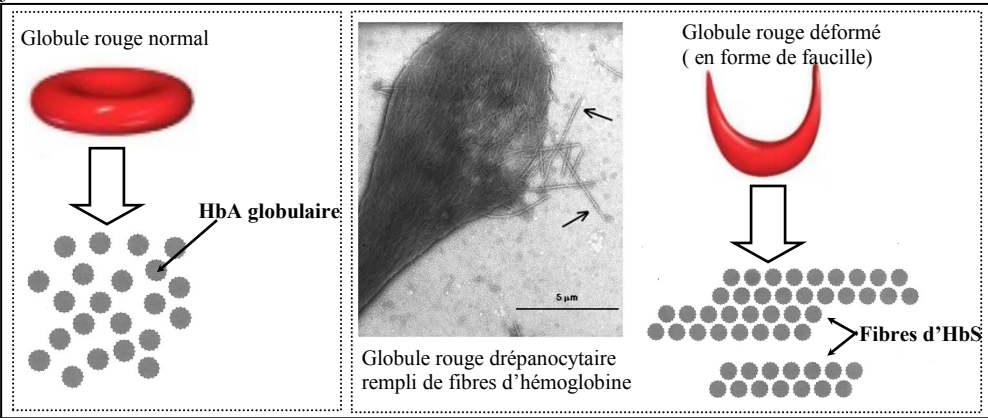 Globule rouge normal
HbA globulaire
5 µm
Globule rouge drépanocytaire
rempli de fibres d’hémoglobine
Globule rouge déformé
( en forme de faucille)
Fibres d’HbS